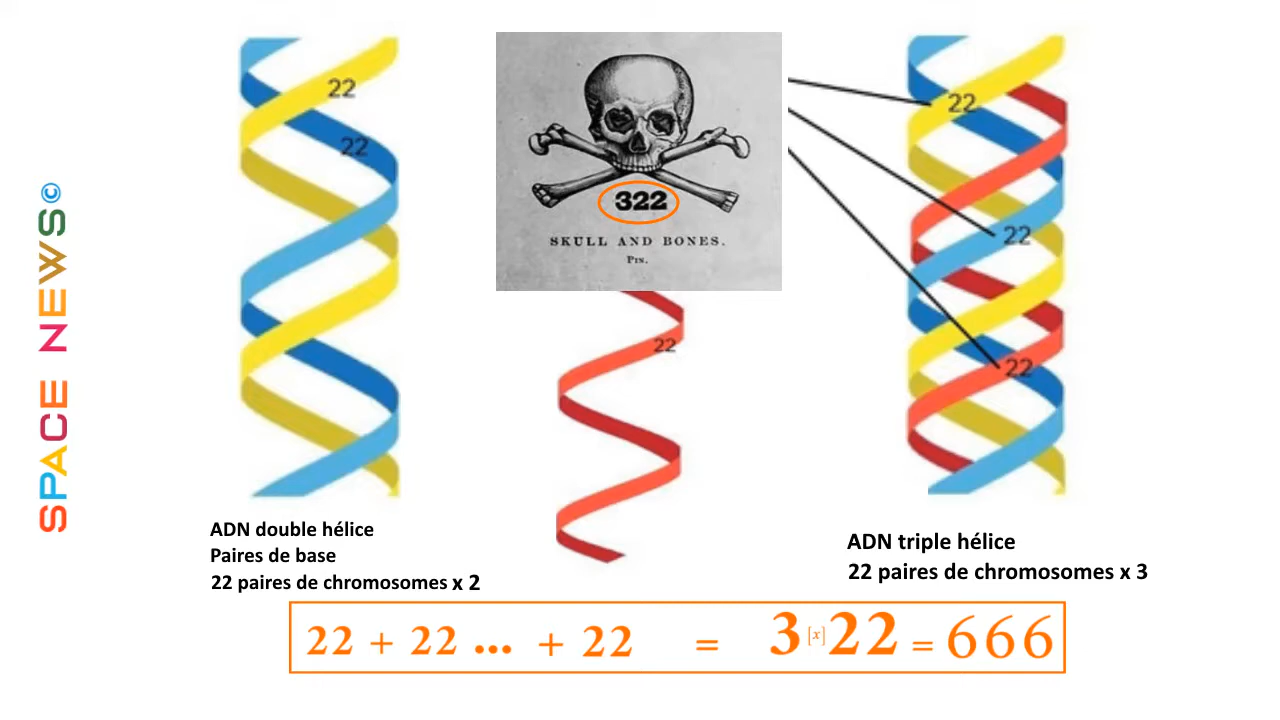 SPACE NEWS©
22
22
322
SKULL AND BONES.
PIN.
22
22
22
22
ADN double hélice
Paires de base
22 paires de chromosomes x 2
ADN triple hélice
22 paires de chromosomes x 3
22 + 22 ... + 22 = 3 [x] 22 = 666